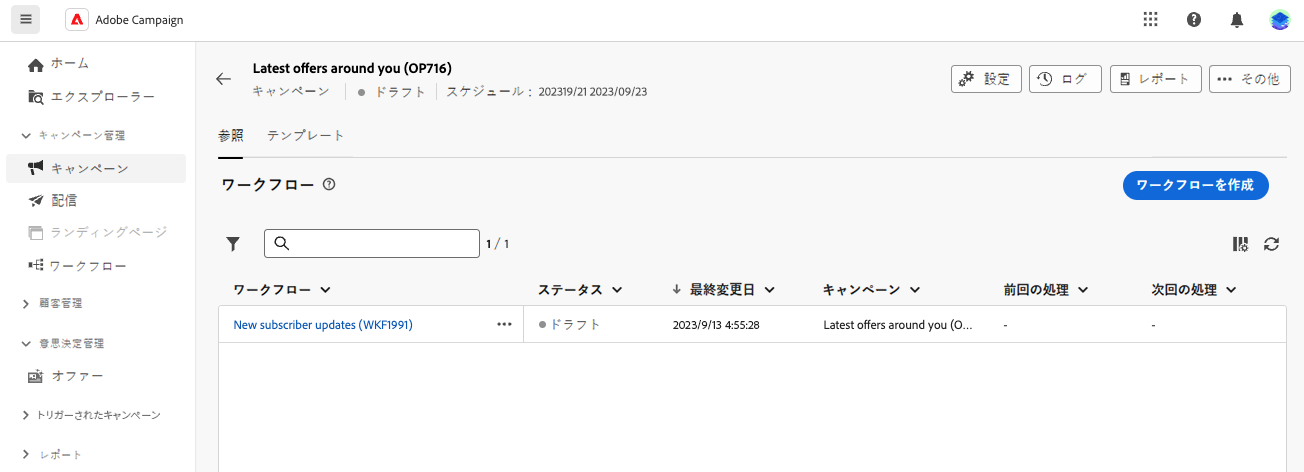 Adobe Campaign
ホーム
エクスプローラー
キャンペーン管理
キャンペーン
配信
ランディングページ
ワークフロー
顧客管理
意思決定管理
オファー
トリガーされたキャンペーン
レポート
Latest offers around you (OP716)
キャンペーン ドラフト スケジュール : 202319/21 2023/09/23
設定 ログ レポート その他
参照 テンプレート
ワークフロー
ワークフローを作成
1 / 1
ワークフロー ステータス 最終変更日 キャンペーン 前回の処理 次回の処理
New subscriber updates (WKF1991) ドラフト 2023/9/13 4:55:28 Latest offers around you (O... - -